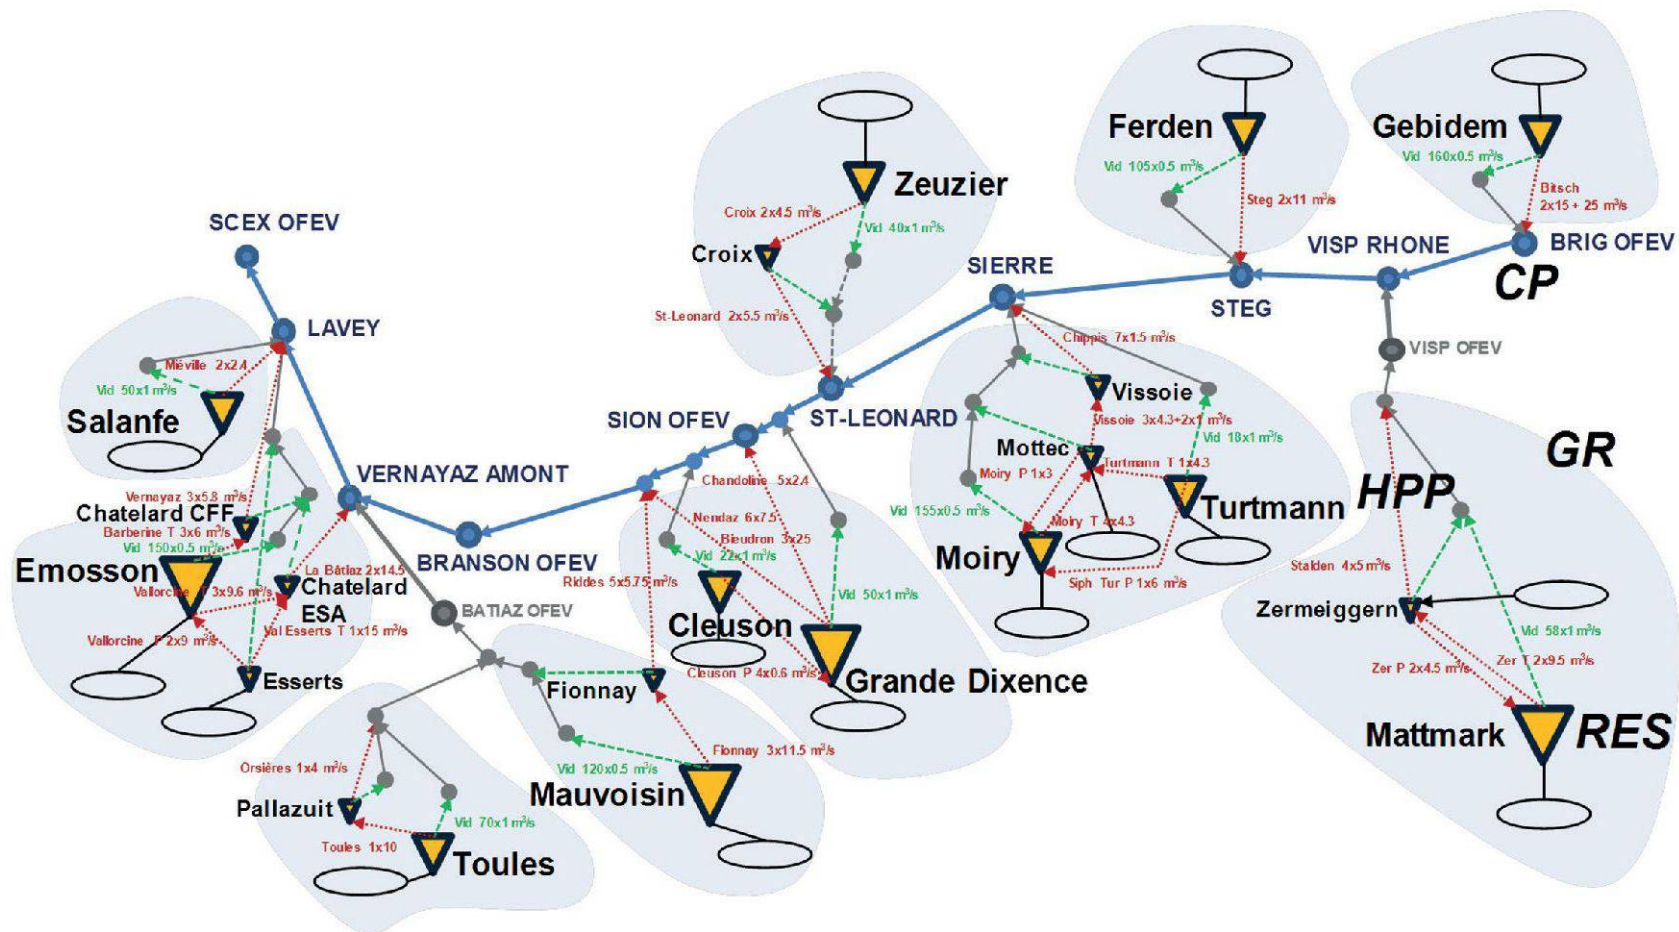 Ferden
Vid 105x0.5 m³/s
Steg 2x11 m³/s
Gebidem
Vid 160x0.5 m³/s
Bitsch
2x15 + 25 m³/s
Zeuzier
Croix 2x4.5 m³/s
Vid 40x1 m³/s
Croix
St-Leonard 2x5.5 m³/s
SCEX OFEV
LAVEY
SIERRE
VISP RHONE
BRIG OFEV
CP
STEG
VISP OFEV
Miéville 2x2.4
Vid 50x1 m³/s
Salanfe
VERNAYAZ AMONT
SION OFEV
ST-LEONARD
BRANSON OFEV
BATIAZ OFEV
Chippis 7x1.5 m³/s
Vissoie
Vissoie 3x4.3+2x1 m³/s
Vid 18x1 m³/s
Mottec
Moiry P 1x3
Turtmann T 1x4.3
Turtmann
Vid 155x0.5 m³/s
Moiry T 4x4.3
Moiry
Siph Tur P 1x6 m³/s
GR
HPP
Stalden 4x5 m³/s
Zermeiggern
Vid 58x1 m³/s
Zer P 2x4.5 m³/s
Zer T 2x9.5 m³/s
Mattmark
RES
Vernayaz 3x5.8 m³/s
Chatelard CFF
Barberine T 3x6 m³/s
Vid 150x0.5 m³/s
Emosson
La Bâtiaz 2x14.5
Vallorcine T 3x9.6 m³/s
Chatelard
ESA
Val Esserts T 1x15 m³/s
Vallorcine P 2x9 m³/s
Esserts
Chandoline 5x2.4
Nendaz 6x7.5
Bieudron 3x25
Vid 22x1 m³/s
Riddes 5x5.75 m³/s
Vid 50x1 m³/s
Cleuson
Cleuson P 4x0.6 m³/s
Grande Dixence
Fionnay
Fionnay 3x11.5 m³/s
Vid 120x0.5 m³/s
Mauvoisin
Orsières 1x4 m³/s
Pallazuit
Vid 70x1 m³/s
Toules 1x10
Toules